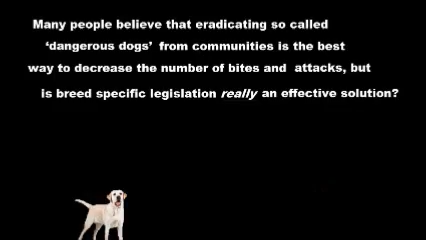 Many people believe that eradicating so called
‘dangerous dogs’ from communities is the best
way to decrease the number of bites and attacks, but
is breed specific legislation really an effective solution?